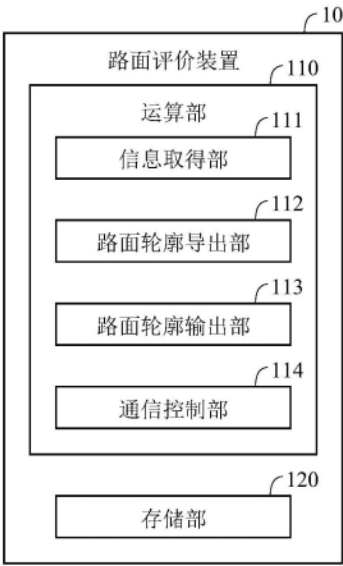 10
路面评价装置
110
运算部
111
信息取得部
112
路面轮廓导出部
113
路面轮廓输出部
114
通信控制部
120
存储部